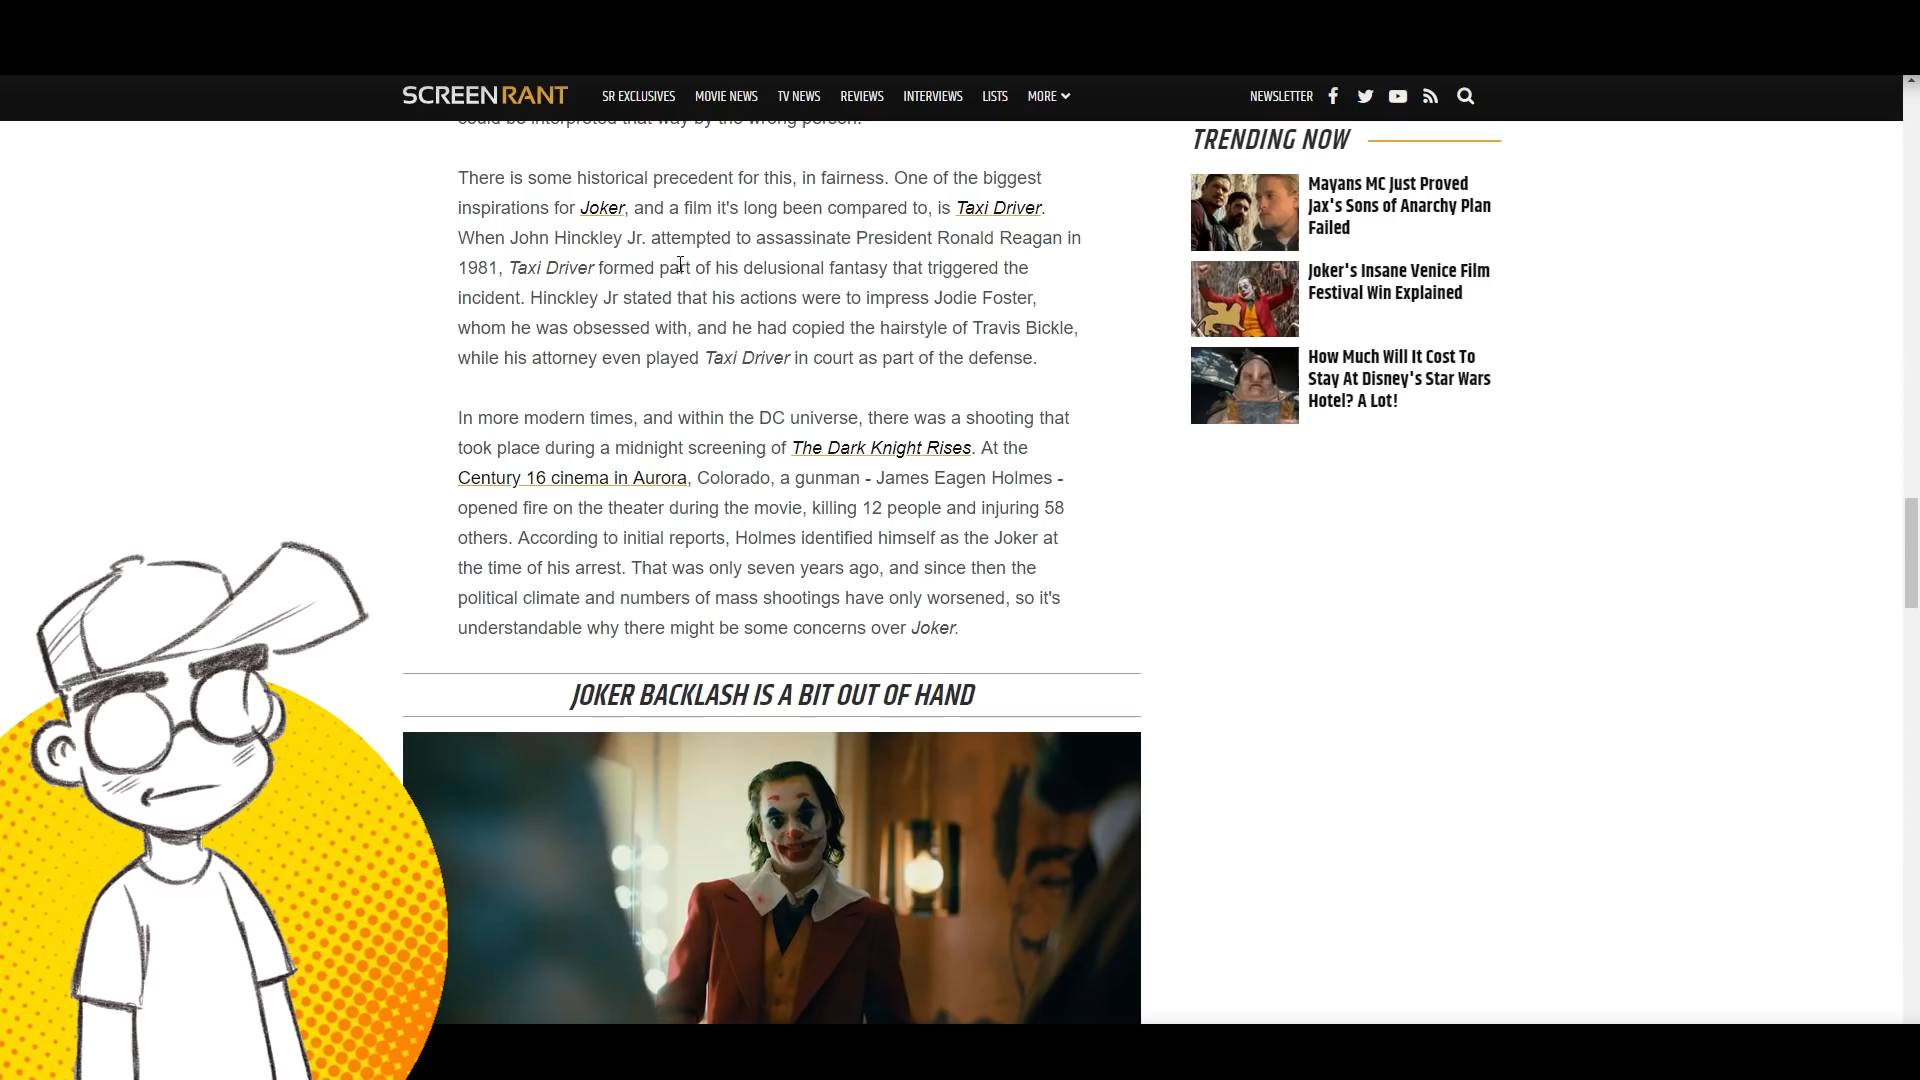 SCREENRANT
SR EXCLUSIVES MOVIE NEWS TV NEWS REVIEWS INTERVIEWS LISTS MORE
NEWSLETTER
could be interpreted that way by the wrong person.
There is some historical precedent for this, in fairness. One of the biggest
inspirations for Joker, and a film it's long been compared to, is Taxi Driver.
When John Hinckley Jr. attempted to assassinate President Ronald Reagan in
1981, Taxi Driver formed part of his delusional fantasy that triggered the
incident. Hinckley Jr stated that his actions were to impress Jodie Foster,
whom he was obsessed with, and he had copied the hairstyle of Travis Bickle,
while his attorney even played Taxi Driver in court as part of the defense.
In more modern times, and within the DC universe, there was a shooting that
took place during a midnight screening of The Dark Knight Rises. At the
Century 16 cinema in Aurora, Colorado, a gunman - James Eagen Holmes -
opened fire on the theater during the movie, killing 12 people and injuring 58
others. According to initial reports, Holmes identified himself as the Joker at
the time of his arrest. That was only seven years ago, and since then the
political climate and numbers of mass shootings have only worsened, so it's
understandable why there might be some concerns over Joker.
JOKER BACKLASH IS A BIT OUT OF HAND
TRENDING NOW
Mayans MC Just Proved
Jax's Sons of Anarchy Plan
Failed
Joker's Insane Venice Film
Festival Win Explained
How Much Will It Cost To
Stay At Disney's Star Wars
Hotel? A Lot!